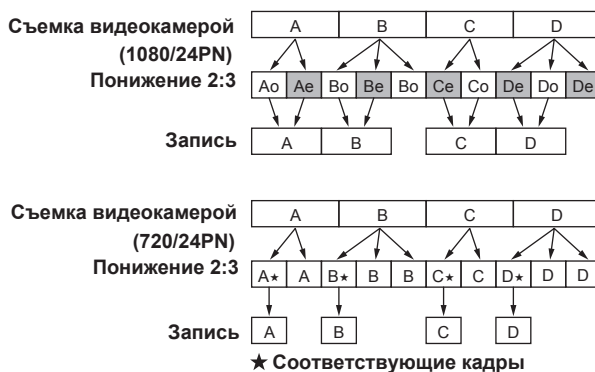 Съемка видеокамерой
(1080/24PN)
A B C D
Понижение 2:3
Ao Ae Bo Be Bo Ce Co De Do De
Запись
A B C D
Съемка видеокамерой
(720/24PN)
A B C D
Понижение 2:3
A★ A B★ B B C★ C D★ D D
Запись
A B C D
★ Соответствующие кадры